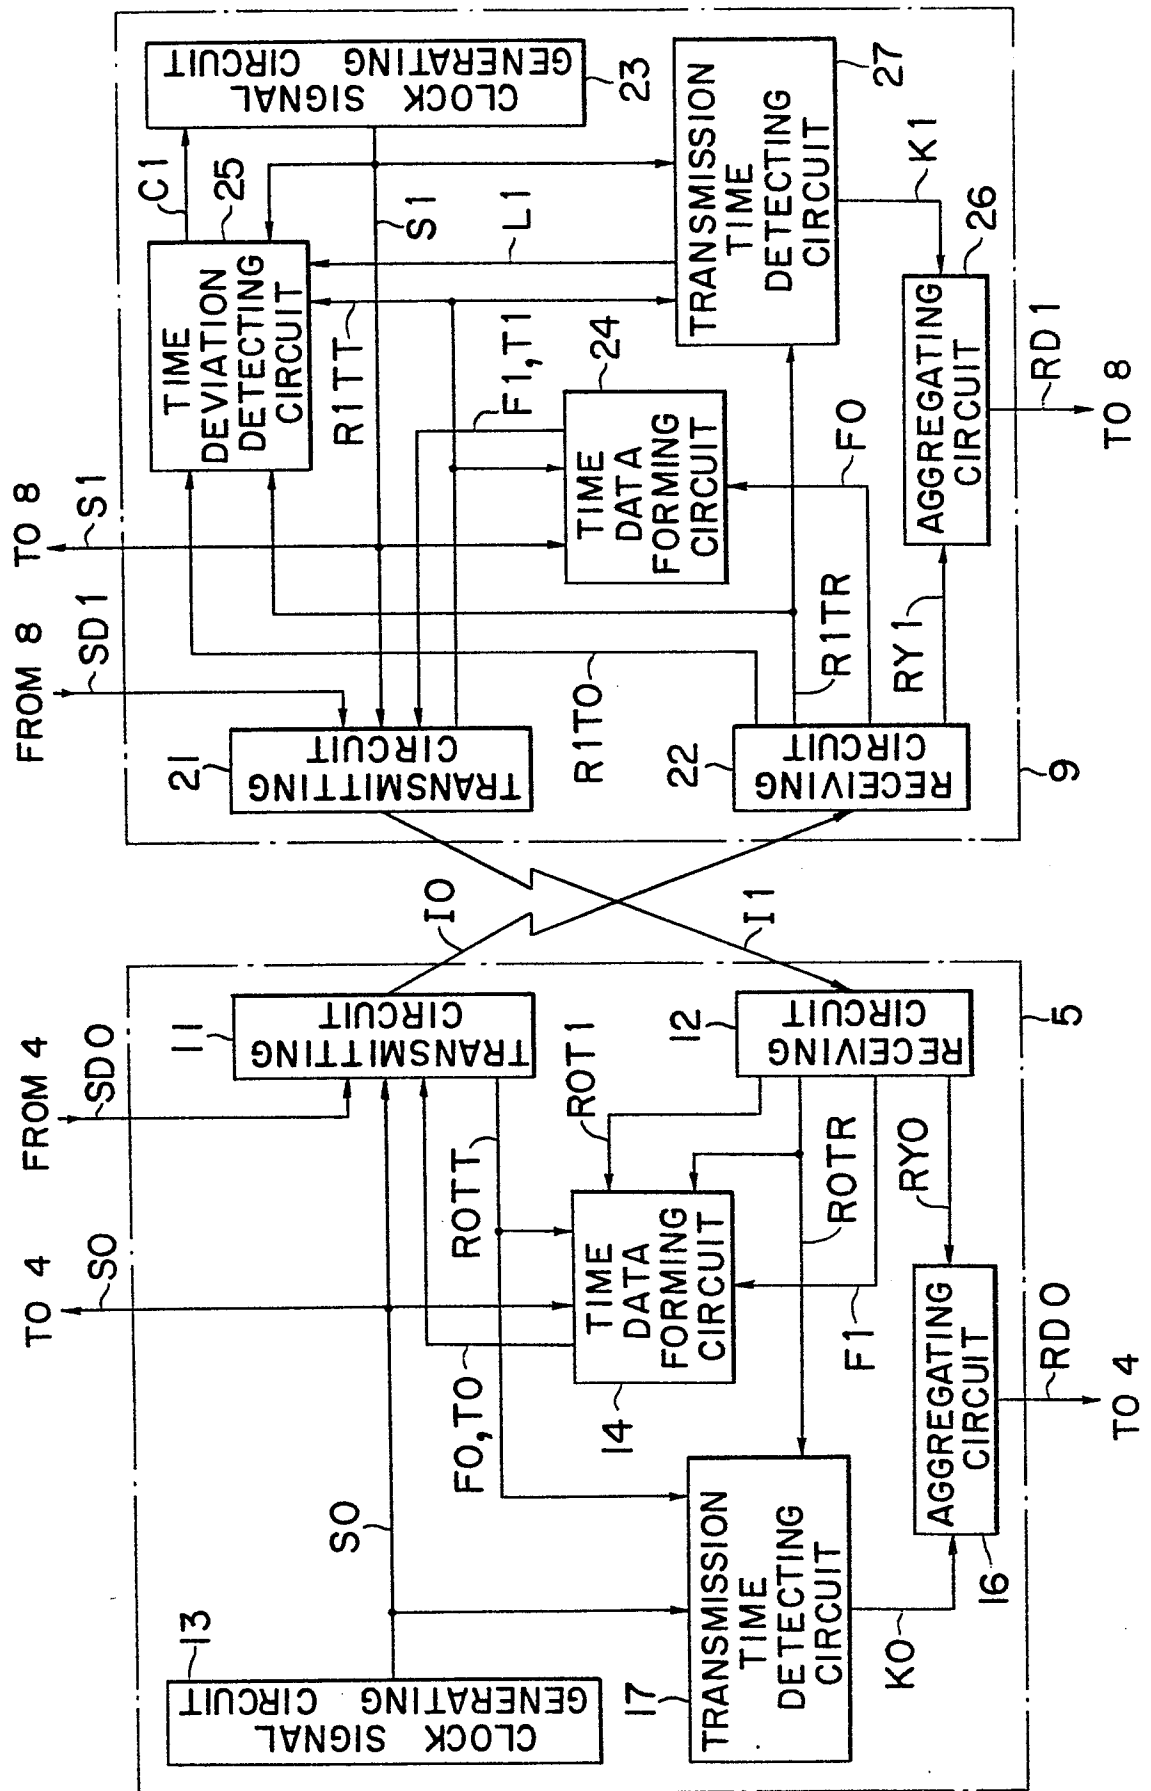 FROM 4
SD0
TO 4
S0
CLOCK SIGNAL
GENERATING CIRCUIT
13
S0
F0,T0
R0TT
11
TRANSMITTING
CIRCUIT
I0
R0T1
12
RECEIVING
CIRCUIT
I1
TIME
DATA
FORMING
CIRCUIT
14
F1
R0TR
RY0
TRANSMISSION
TIME
DETECTING
CIRCUIT
17
K0
AGGREGATING
CIRCUIT
16
RD0
TO 4
5
FROM 8
SD1
TO 8
S1
21
TRANSMITTING
CIRCUIT
22
RECEIVING
CIRCUIT
R1T0
R1TR
RY1
F0
TIME
DATA
FORMING
CIRCUIT
24
F1,T1
R1TT
TIME
DEVIATION
DETECTING
CIRCUIT
25
C1
CLOCK SIGNAL
GENERATING CIRCUIT
23
S1
L1
TRANSMISSION
TIME
DETECTING
CIRCUIT
27
K1
AGGREGATING
CIRCUIT
26
RD1
TO 8
9